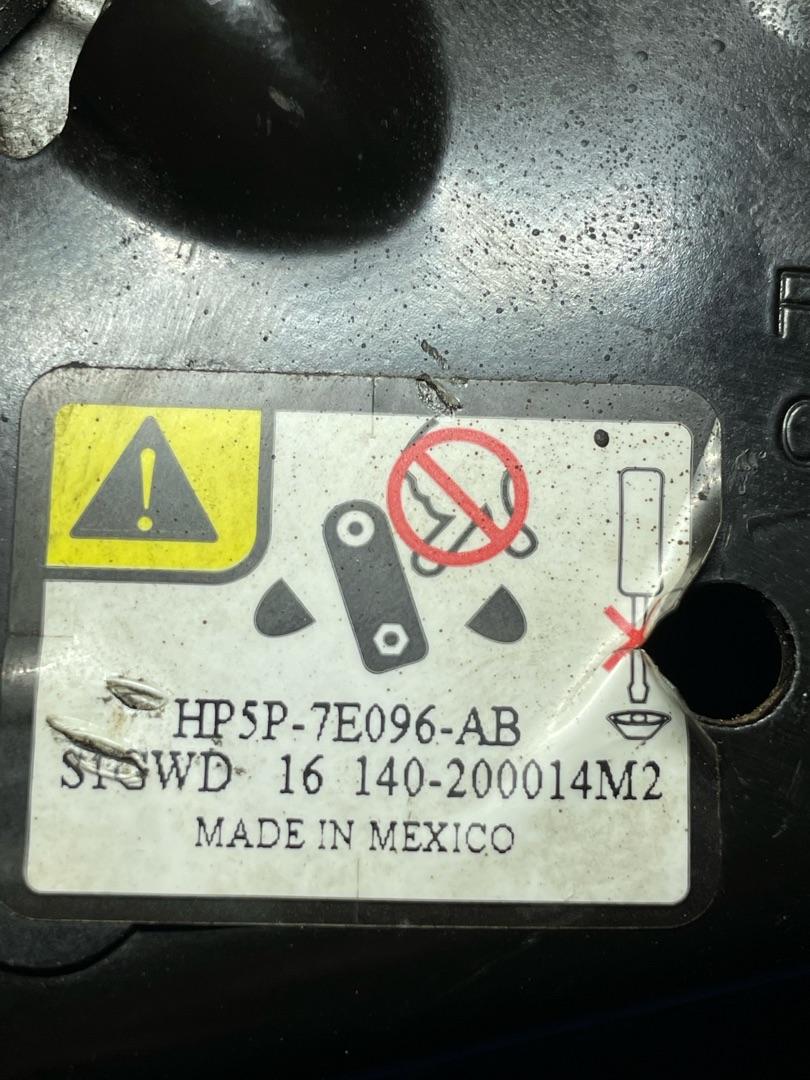 HP5P-7E096-AB
16 140-200014M2
MADE IN MEXICO